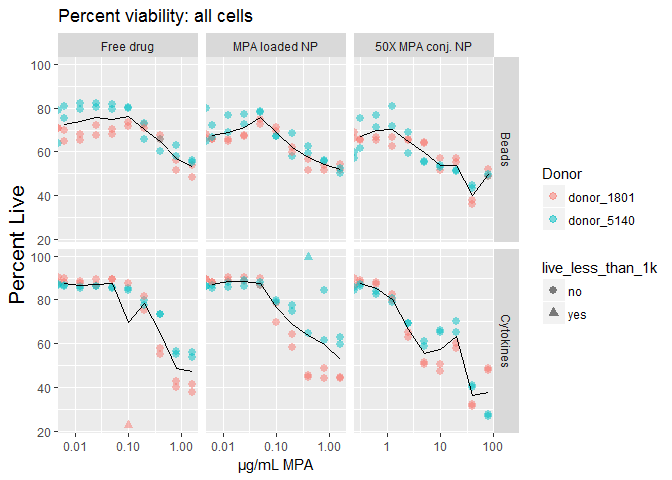 Percent viability: all cells
Free drug
MPA loaded NP
50X MPA conj. NP
100
80
60
40
20
Beads
100
80
60
40
20
Cytokines
Percent Live
0.01
0.10
1.00
0.01
0.10
1.00
1
10
100
µg/mL MPA
Donor
donor_1801
donor_5140
live_less_than_1k
no
yes